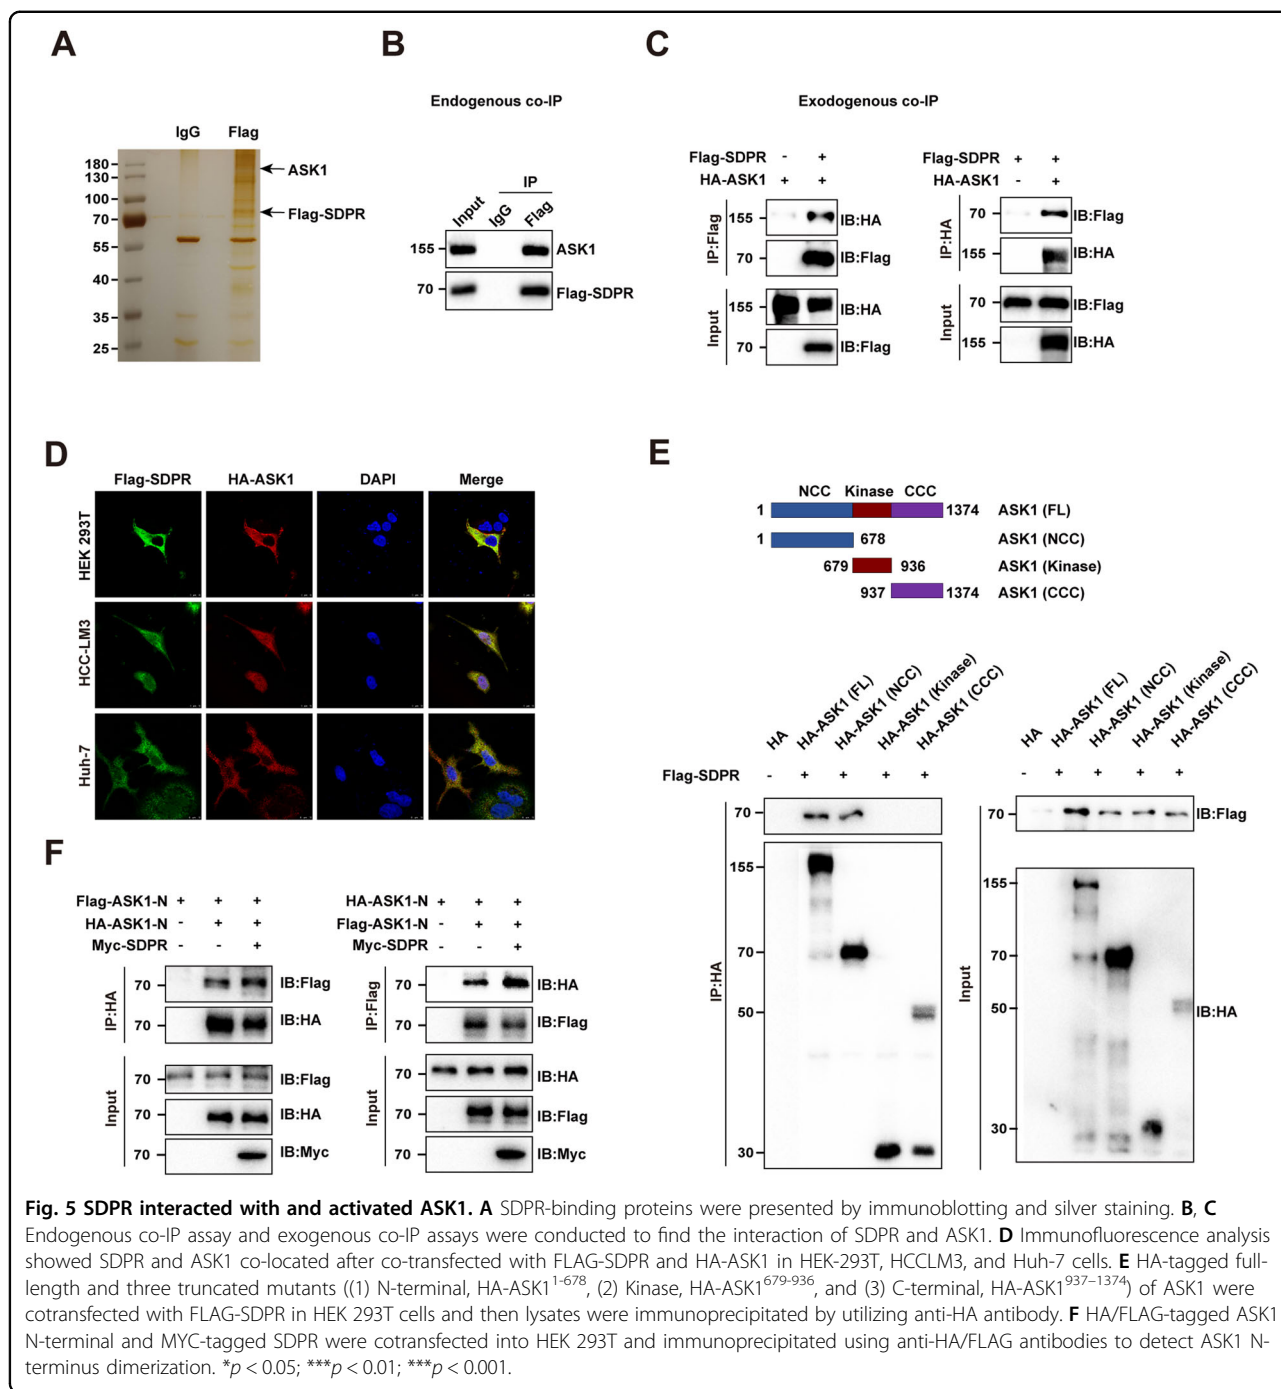 A
IgG Flag
180
130
100
70
55
40
35
25
ASK1
Flag-SDPR
B
Endogenous co-IP
IP
Input IgG Flag
155 ASK1
70 Flag-SDPR
C
Exodogenous co-IP
Flag-SDPR - +
HA-ASK1 + +
IP:Flag
155 IB:HA
70 IB:Flag
Input
155 IB:HA
70 IB:Flag
Flag-SDPR + +
HA-ASK1 - +
IP:HA
70 IB:Flag
155 IB:HA
Input
70 IB:Flag
155 IB:HA
D
Flag-SDPR HA-ASK1 DAPI Merge
HEK 293T
HCC-LM3
Huh-7
E
NCC Kinase CCC
1 1374 ASK1 (FL)
1 678 ASK1 (NCC)
679 936 ASK1 (Kinase)
937 1374 ASK1 (CCC)
HA HA-ASK1 (FL) HA-ASK1 (NCC) HA-ASK1 (Kinase) HA-ASK1 (CCC)
Flag-SDPR - + + + +
IP:HA
70
155
70
50
30
HA HA-ASK1 (FL) HA-ASK1 (NCC) HA-ASK1 (Kinase) HA-ASK1 (CCC)
- + + + +
Input
70 IB:Flag
155
70
50 IB:HA
30
F
Flag-ASK1-N + + +
HA-ASK1-N - + +
Myc-SDPR - - +
IP:HA
70 IB:Flag
70 IB:HA
Input
70 IB:Flag
70 IB:HA
70 IB:Myc
HA-ASK1-N + + +
Flag-ASK1-N - + +
Myc-SDPR - - +
IP:Flag
70 IB:HA
70 IB:Flag
Input
70 IB:HA
70 IB:Flag
70 IB:Myc
Fig. 5 SDPR interacted with and activated ASK1. A SDPR-binding proteins were presented by immunoblotting and silver staining. B, C
Endogenous co-IP assay and exogenous co-IP assays were conducted to find the interaction of SDPR and ASK1. D Immunofluorescence analysis
showed SDPR and ASK1 co-located after co-transfected with FLAG-SDPR and HA-ASK1 in HEK-293T, HCCLM3, and Huh-7 cells. E HA-tagged full-
length and three truncated mutants ((1) N-terminal, HA-ASK1¹⁻⁶⁷⁸, (2) Kinase, HA-ASK1⁶⁷⁹⁻⁹³⁶, and (3) C-terminal, HA-ASK1⁹³⁷⁻¹³⁷⁴) of ASK1 were
cotransfected with FLAG-SDPR in HEK 293T cells and then lysates were immunoprecipitated by utilizing anti-HA antibody. F HA/FLAG-tagged ASK1
N-terminal and MYC-tagged SDPR were cotransfected into HEK 293T and immunoprecipitated using anti-HA/FLAG antibodies to detect ASK1 N-
terminus dimerization. *p < 0.05; ***p < 0.01; ***p < 0.001.